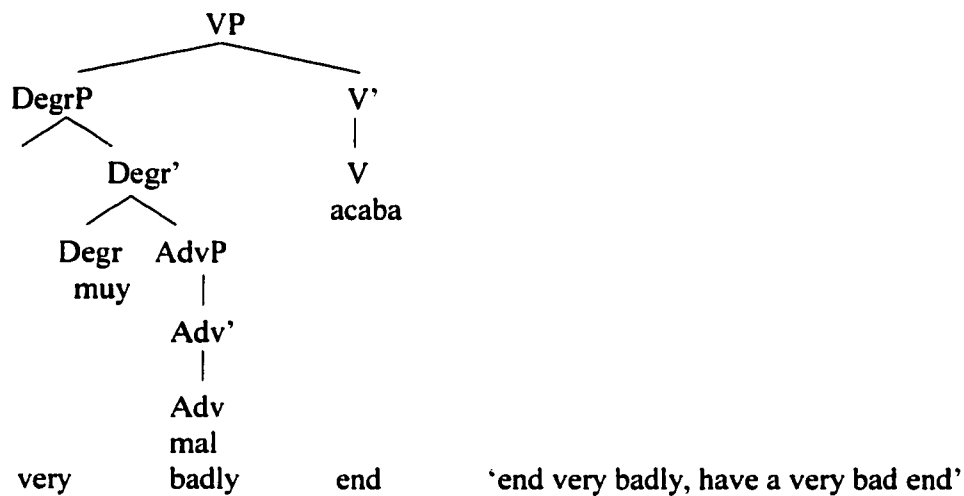 VP
DegrP V'
Degr' V
acaba
Degr AdvP
muy
Adv'
Adv
mal
very badly end ‘end very badly, have a very bad end’